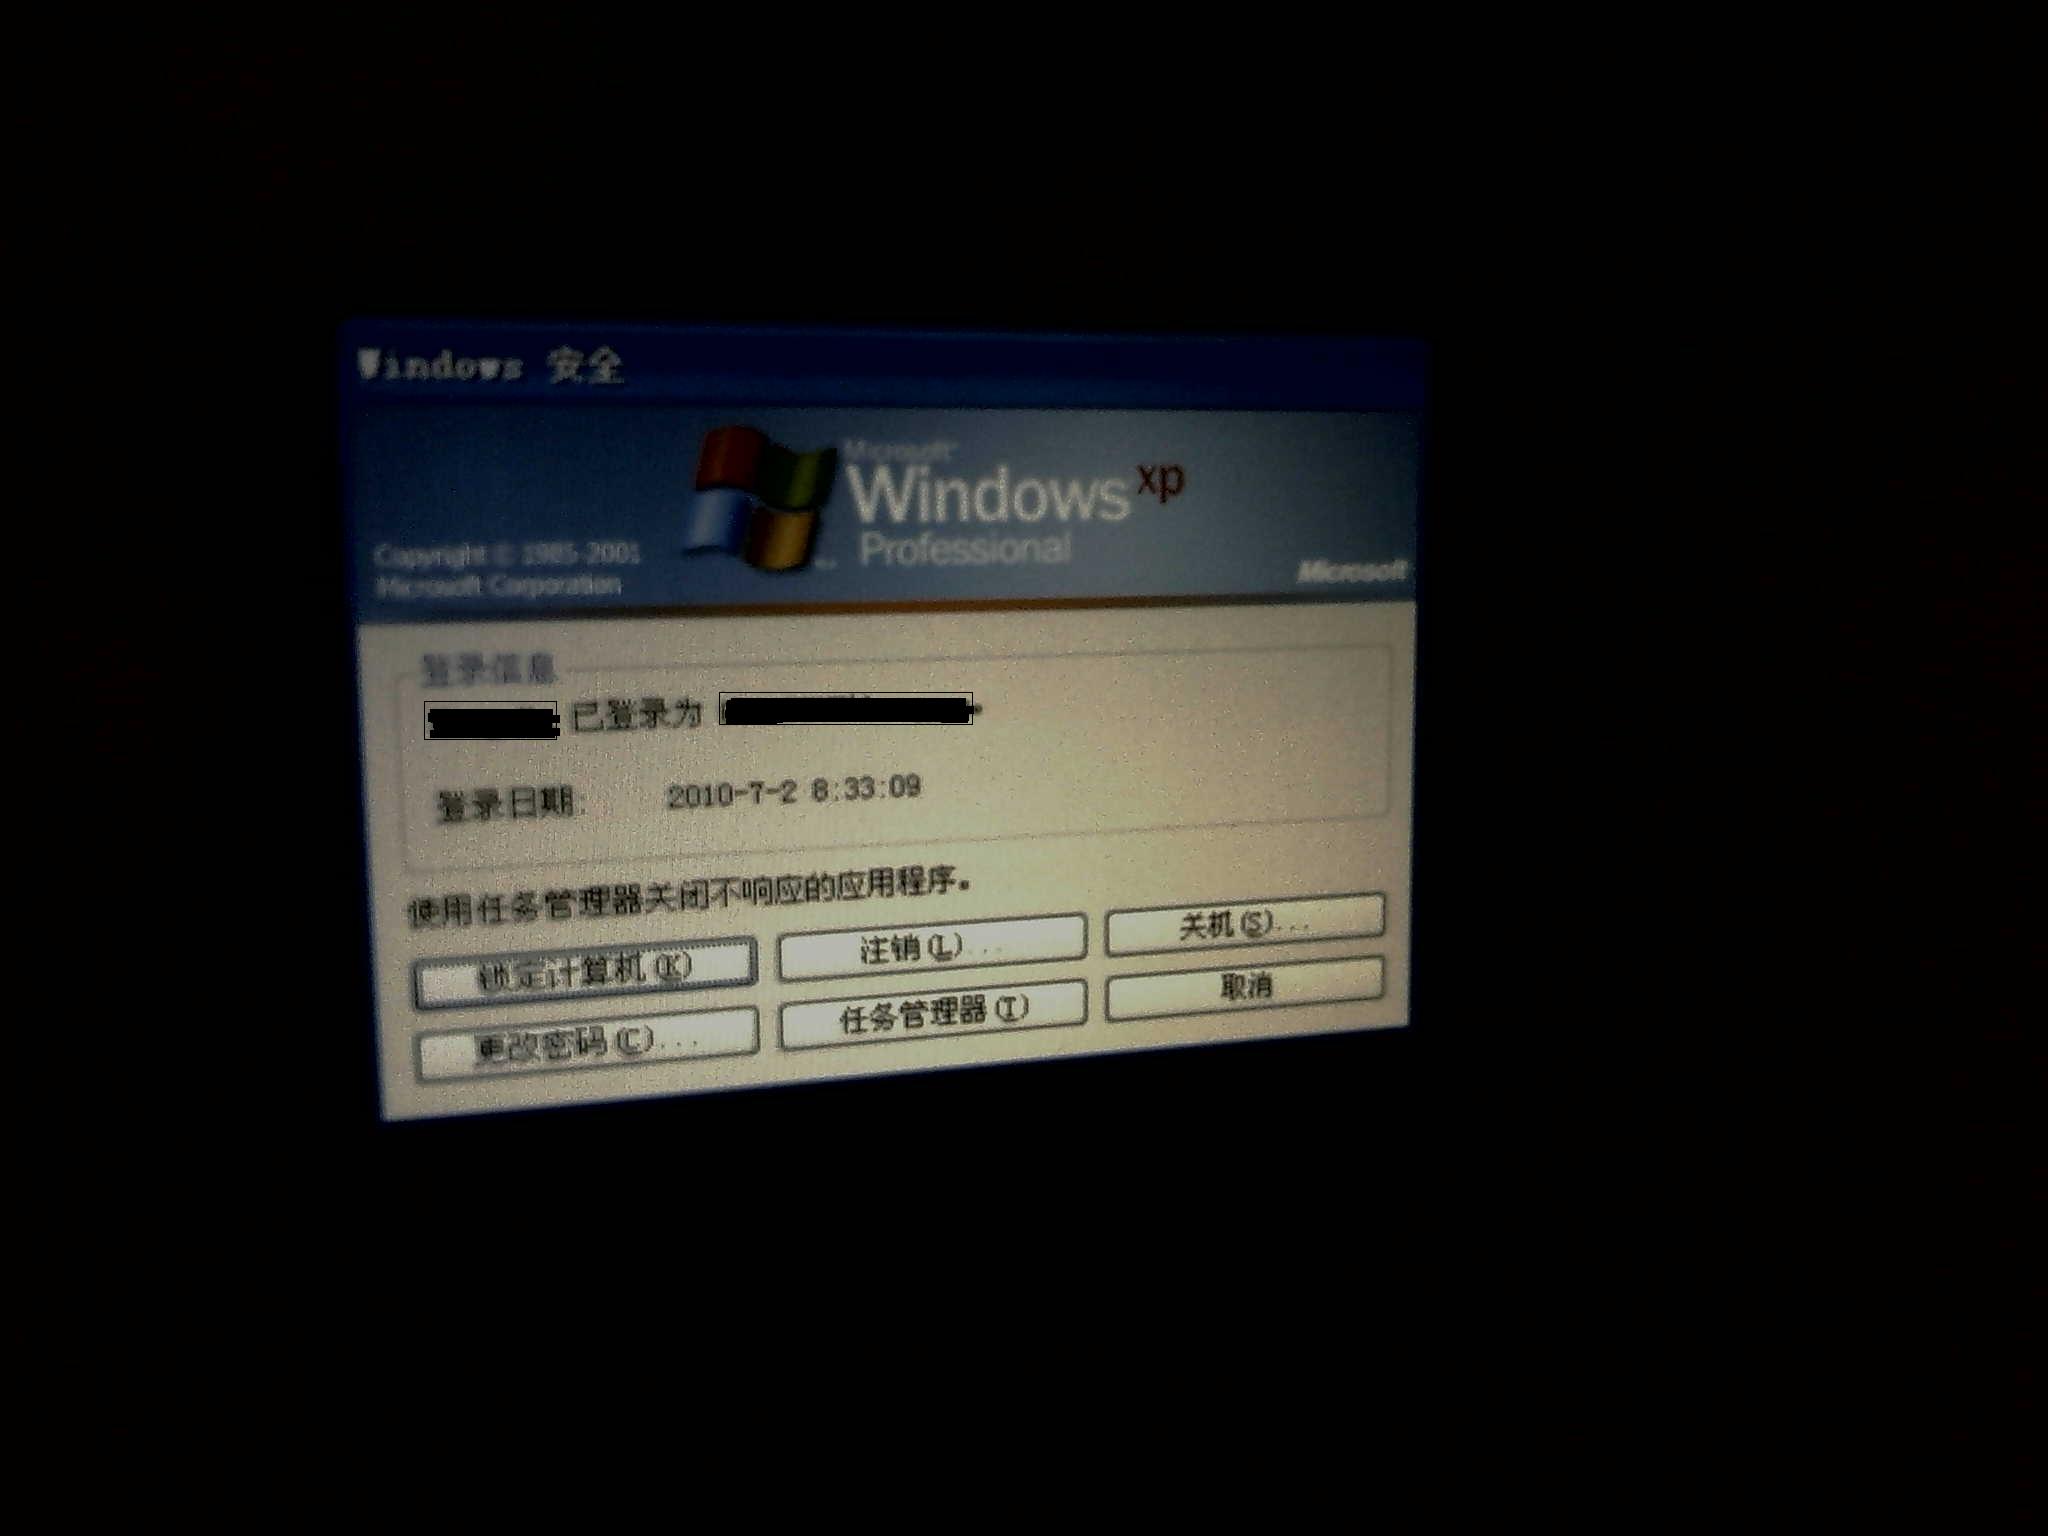 Windows 安全
Microsoft
Windows xp
Professional
Copyright © 1985-2001
Microsoft Corporation
Microsoft
登录信息
已登录为
登录日期: 2010-7-2 8:33:09
使用任务管理器关闭不响应的应用程序。
锁定计算机(K) 注销(L)... 关机(S)...
更改密码(C)... 任务管理器(T) 取消